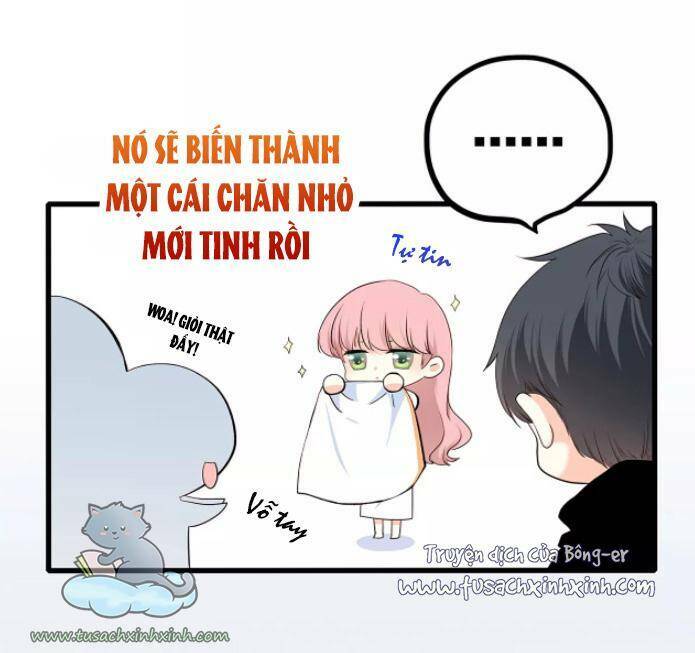 NÓ SẼ BIẾN THÀNH
MỘT CÁI CHĂN NHỎ
MỚI TINH RỒI
.......
Tự tin
WOA! GIỎI THẬT
ĐẤY!
Vỗ tay
Truyện dịch của Bông-er
www.tusachxinhxinh.com
www.tusachxinhxinh.com